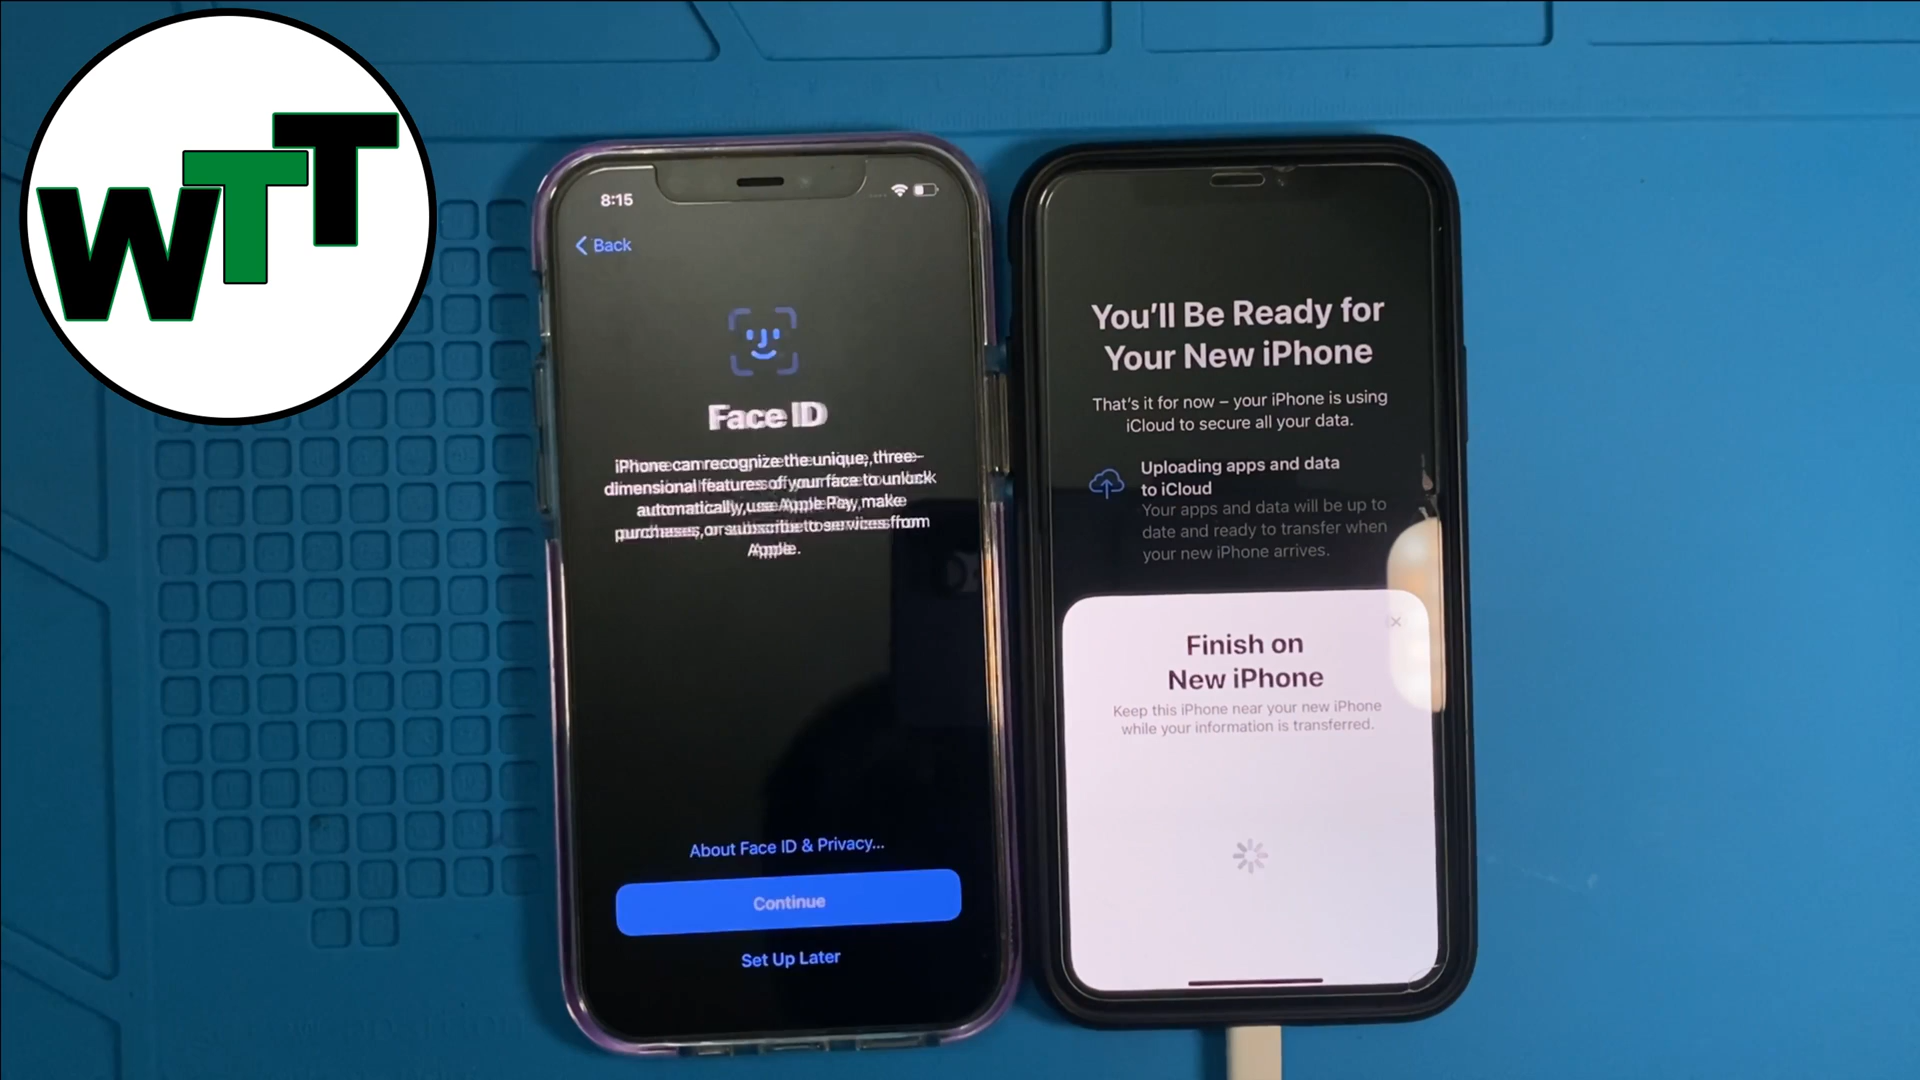 WTT
8:15
Back
Face ID
iPhone can recognize the unique, three-
dimensional features of your face to unlock
automatically, use Apple Pay, make
purchases, or subscribe to services from
Apple.
About Face ID & Privacy...
Continue
Set Up Later
You'll Be Ready for
Your New iPhone
That's it for now – your iPhone is using
iCloud to secure all your data.
Uploading apps and data
to iCloud
Your apps and data will be up to
date and ready to transfer when
your new iPhone arrives.
Finish on
New iPhone
Keep this iPhone near your new iPhone
while your information is transferred.